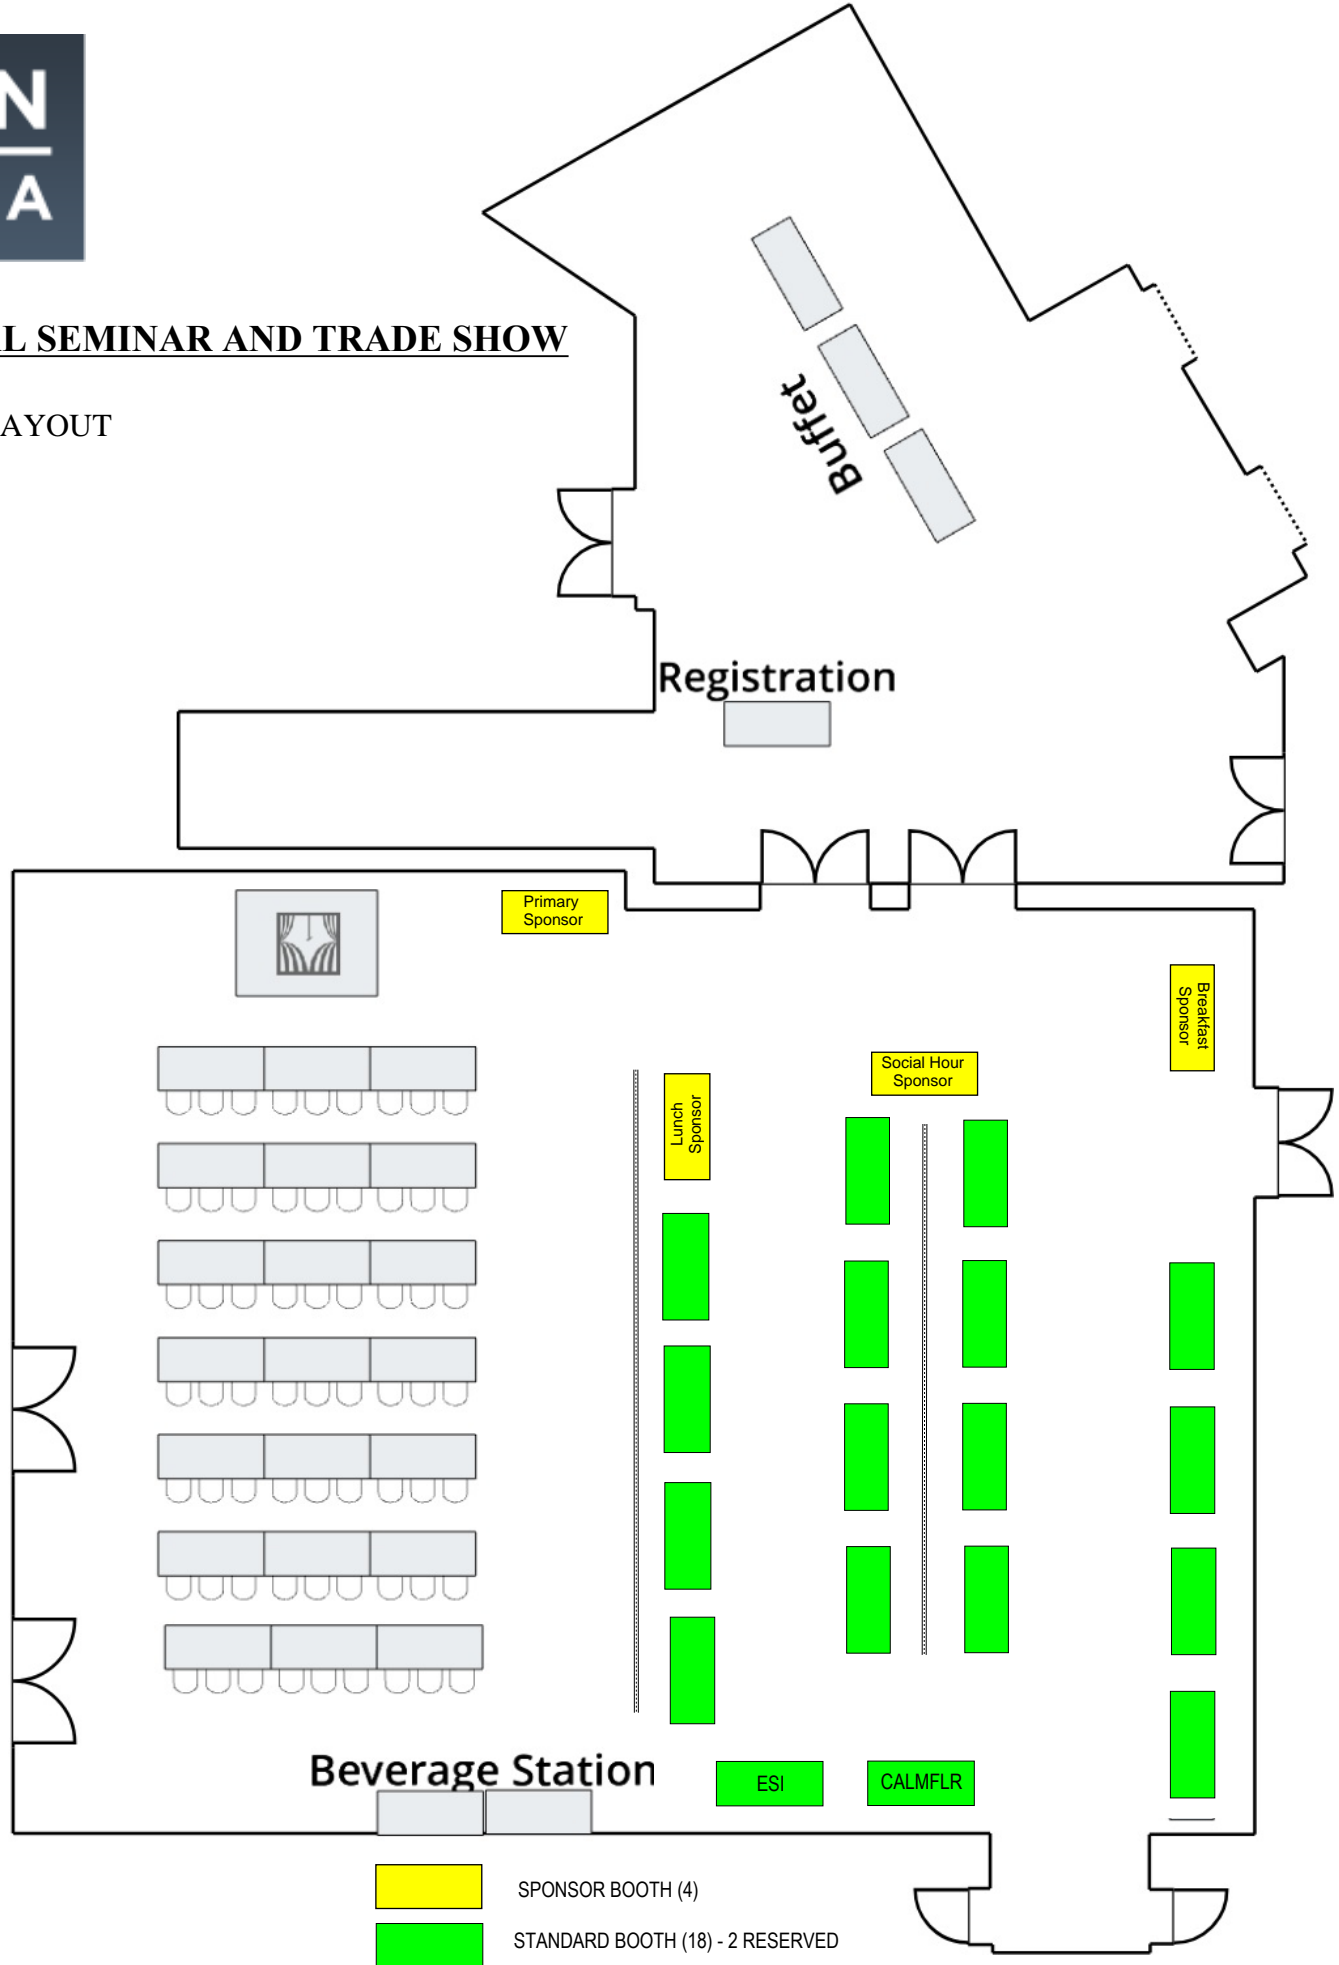 N
A
AL SEMINAR AND TRADE SHOW
AYOUT
Buffet
Registration
Primary
Sponsor
Breakfast
Sponsor
Social Hour
Sponsor
Lunch
Sponsor
Beverage Station
ESI
CALMFLR
SPONSOR BOOTH (4)
STANDARD BOOTH (18) - 2 RESERVED